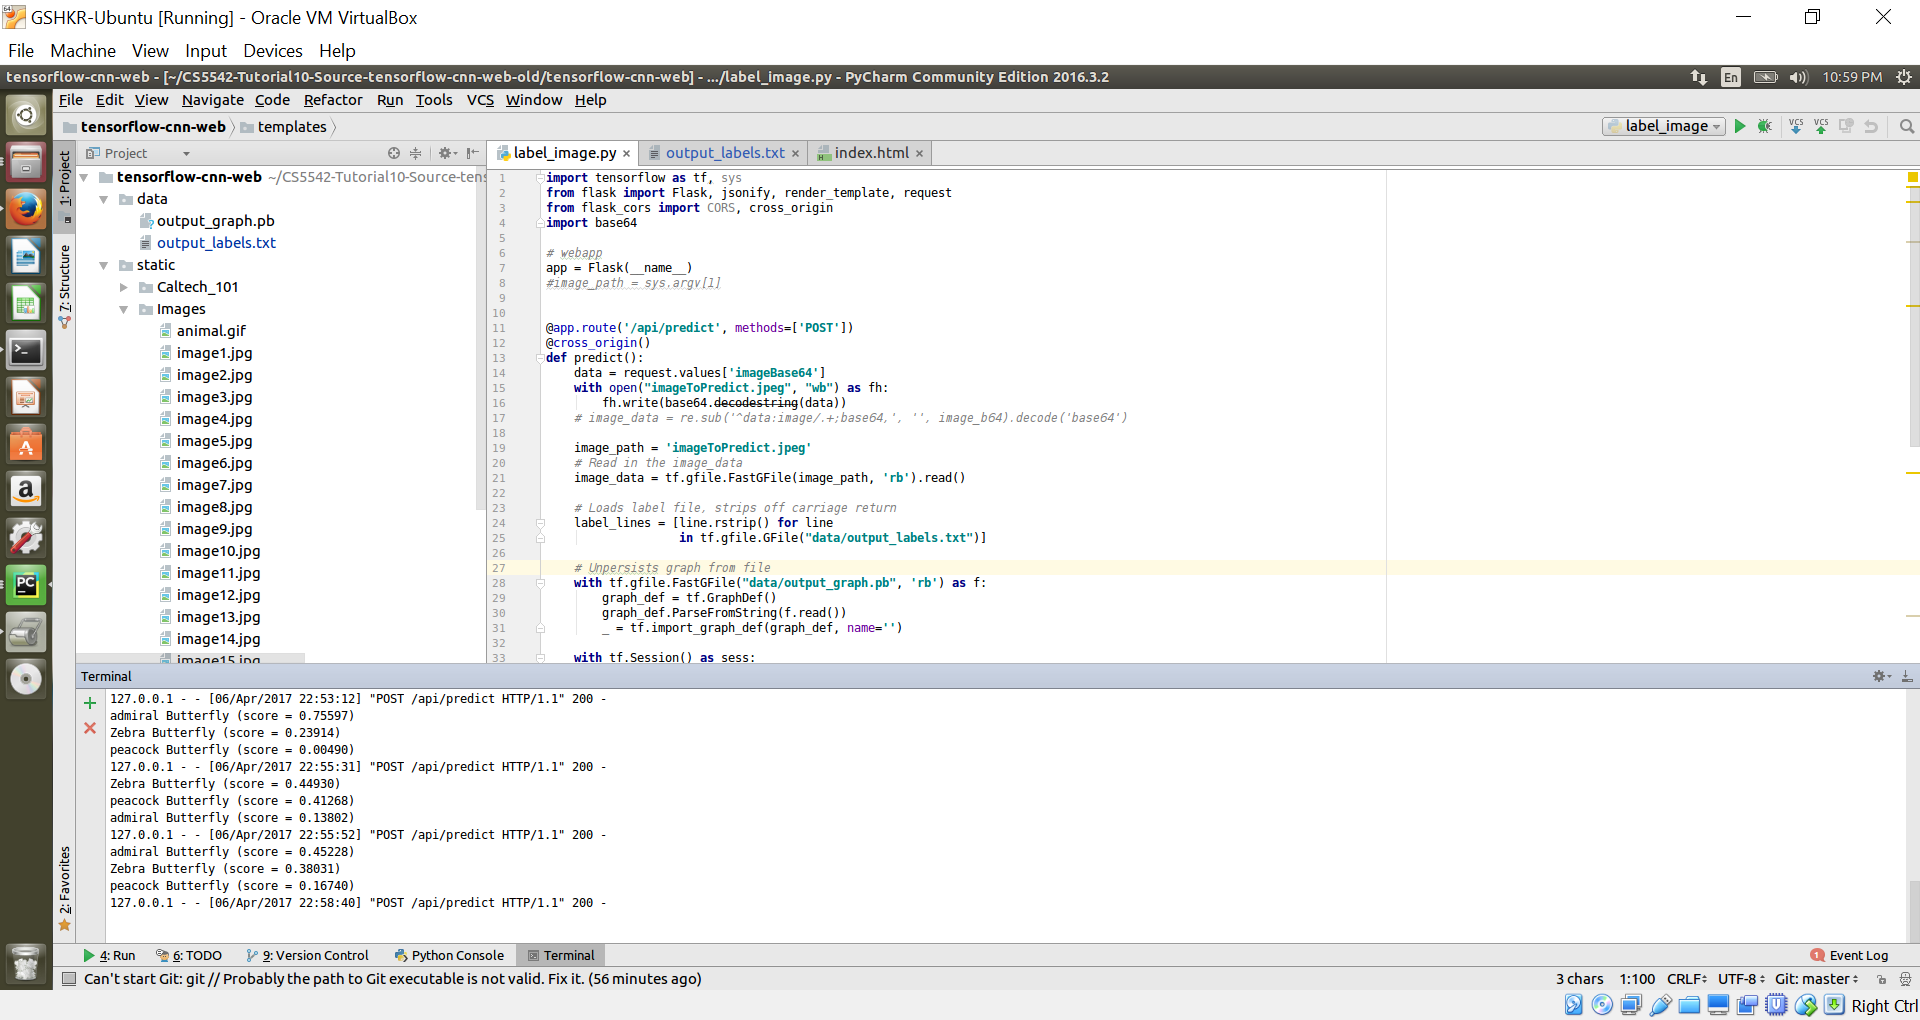 GSHKR-Ubuntu [Running] - Oracle VM VirtualBox
File Machine View Input Devices Help
tensorflow-cnn-web - [~/CS5542-Tutorial10-Source-tensorflow-cnn-web-old/tensorflow-cnn-web] - .../label_image.py - PyCharm Community Edition 2016.3.2
En 10:59 PM
File Edit View Navigate Code Refactor Run Tools VCS Window Help
tensorflow-cnn-web templates
label_image
VCS VCS
Project
label_image.py
output_labels.txt
index.html
1: Project
7: Structure
2: Favorites
tensorflow-cnn-web ~/CS5542-Tutorial10-Source-tens
data
output_graph.pb
output_labels.txt
static
Caltech_101
Images
animal.gif
image1.jpg
image2.jpg
image3.jpg
image4.jpg
image5.jpg
image6.jpg
image7.jpg
image8.jpg
image9.jpg
image10.jpg
image11.jpg
image12.jpg
image13.jpg
image14.jpg
image15.jpg
1 import tensorflow as tf, sys
2 from flask import Flask, jsonify, render_template, request
3 from flask_cors import CORS, cross_origin
4 import base64
5
6 # webapp
7 app = Flask(__name__)
8 #image_path = sys.argv[1]
9
10
11 @app.route('/api/predict', methods=['POST'])
12 @cross_origin()
13 def predict():
14 data = request.values['imageBase64']
15 with open("imageToPredict.jpeg", "wb") as fh:
16 fh.write(base64.decodestring(data))
17 # image_data = re.sub('^data:image/.+;base64,', '', image_b64).decode('base64')
18
19 image_path = 'imageToPredict.jpeg'
20 # Read in the image_data
21 image_data = tf.gfile.FastGFile(image_path, 'rb').read()
22
23 # Loads label file, strips off carriage return
24 label_lines = [line.rstrip() for line
25 in tf.gfile.GFile("data/output_labels.txt")]
26
27 # Unpersists graph from file
28 with tf.gfile.FastGFile("data/output_graph.pb", 'rb') as f:
29 graph_def = tf.GraphDef()
30 graph_def.ParseFromString(f.read())
31 _ = tf.import_graph_def(graph_def, name='')
32
33 with tf.Session() as sess:
Terminal
127.0.0.1 - - [06/Apr/2017 22:53:12] "POST /api/predict HTTP/1.1" 200 -
admiral Butterfly (score = 0.75597)
Zebra Butterfly (score = 0.23914)
peacock Butterfly (score = 0.00490)
127.0.0.1 - - [06/Apr/2017 22:55:31] "POST /api/predict HTTP/1.1" 200 -
Zebra Butterfly (score = 0.44930)
peacock Butterfly (score = 0.41268)
admiral Butterfly (score = 0.13802)
127.0.0.1 - - [06/Apr/2017 22:55:52] "POST /api/predict HTTP/1.1" 200 -
admiral Butterfly (score = 0.45228)
Zebra Butterfly (score = 0.38031)
peacock Butterfly (score = 0.16740)
127.0.0.1 - - [06/Apr/2017 22:58:40] "POST /api/predict HTTP/1.1" 200 -
4: Run 6: TODO 9: Version Control Python Console Terminal 1 Event Log
Can't start Git: git // Probably the path to Git executable is not valid. Fix it. (56 minutes ago) 3 chars 1:100 CRLF UTF-8 Git: master
Right Ctrl